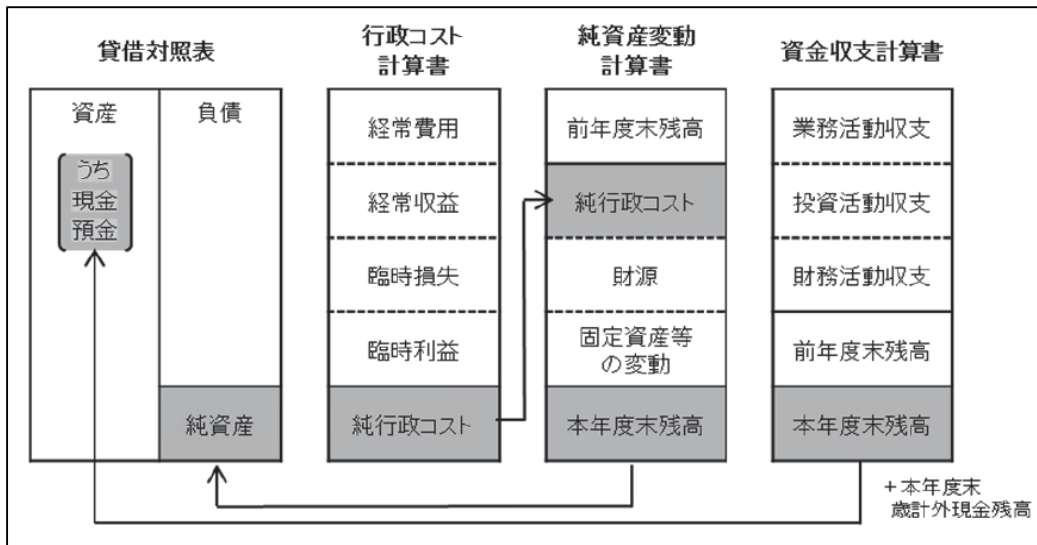 貸借対照表
資産
うち
現金
預金
負債
純資産
行政コスト
計算書
経常費用
経常収益
臨時損失
臨時利益
純行政コスト
純資産変動
計算書
前年度末残高
純行政コスト
財源
固定資産等
の変動
本年度末残高
資金収支計算書
業務活動収支
投資活動収支
財務活動収支
前年度末残高
本年度末残高
+本年度末
歳計外現金残高